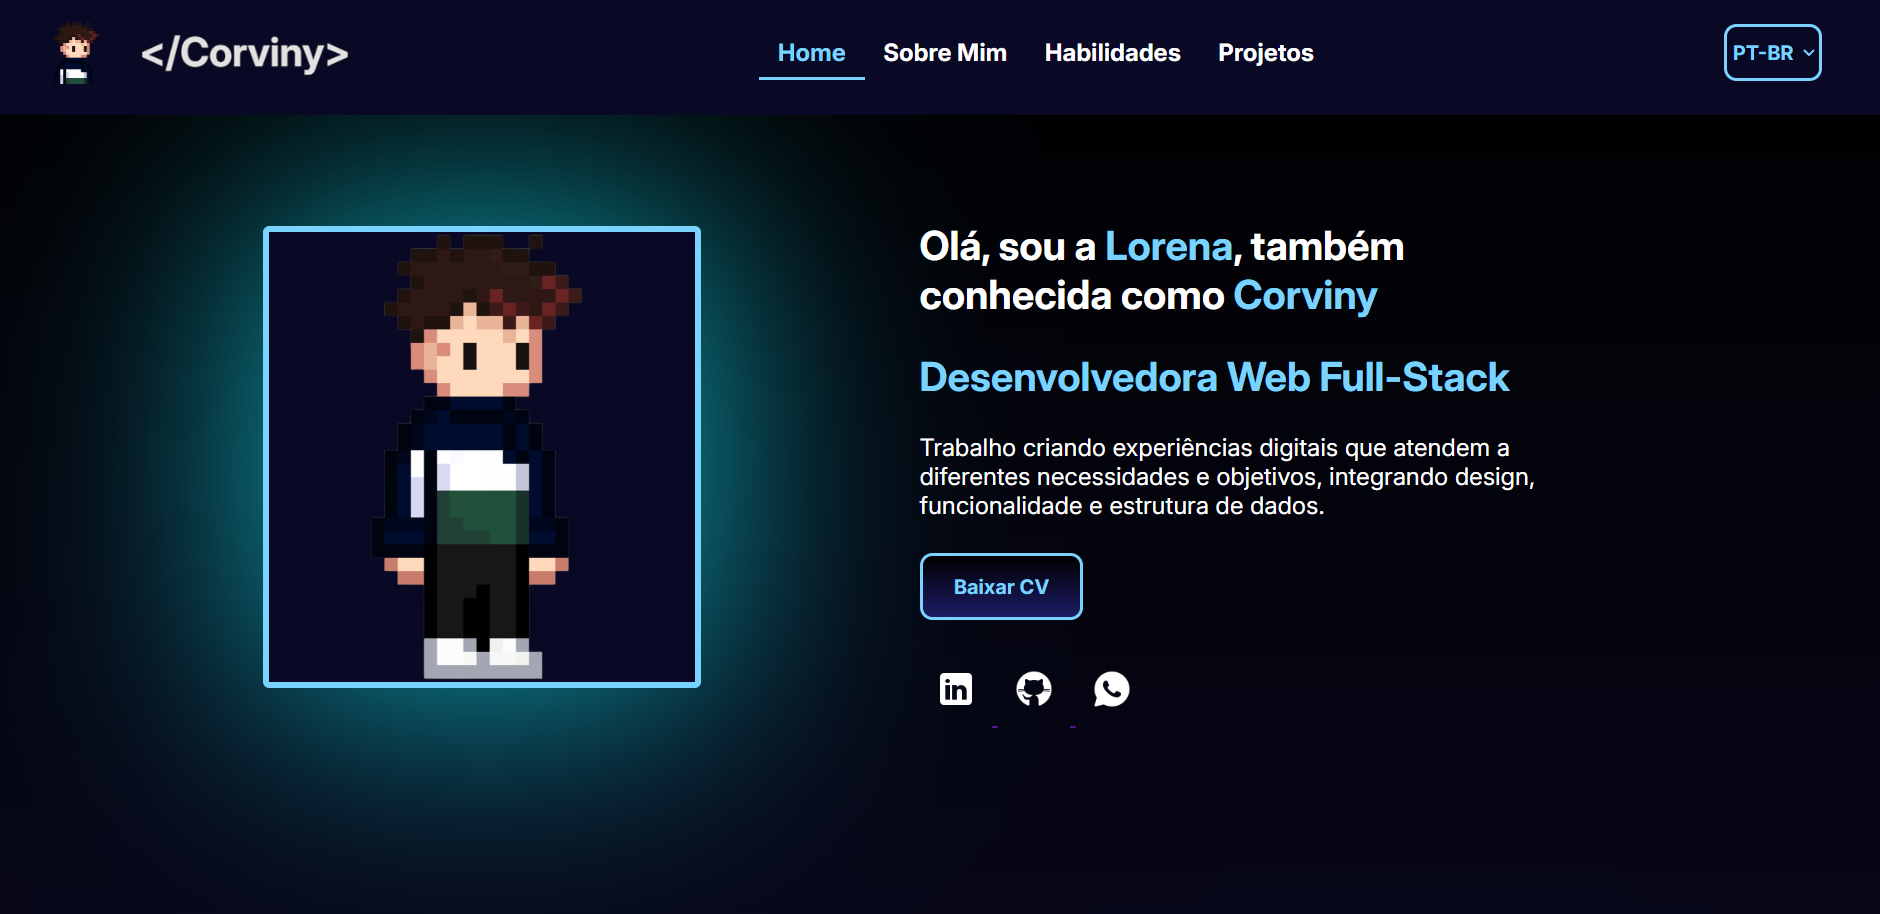 </Corviny>
Home
Sobre Mim
Habilidades
Projetos
PT-BR
Olá, sou a Lorena, também
conhecida como Corviny
Desenvolvedora Web Full-Stack
Trabalho criando experiências digitais que atendem a
diferentes necessidades e objetivos, integrando design,
funcionalidade e estrutura de dados.
Baixar CV
in